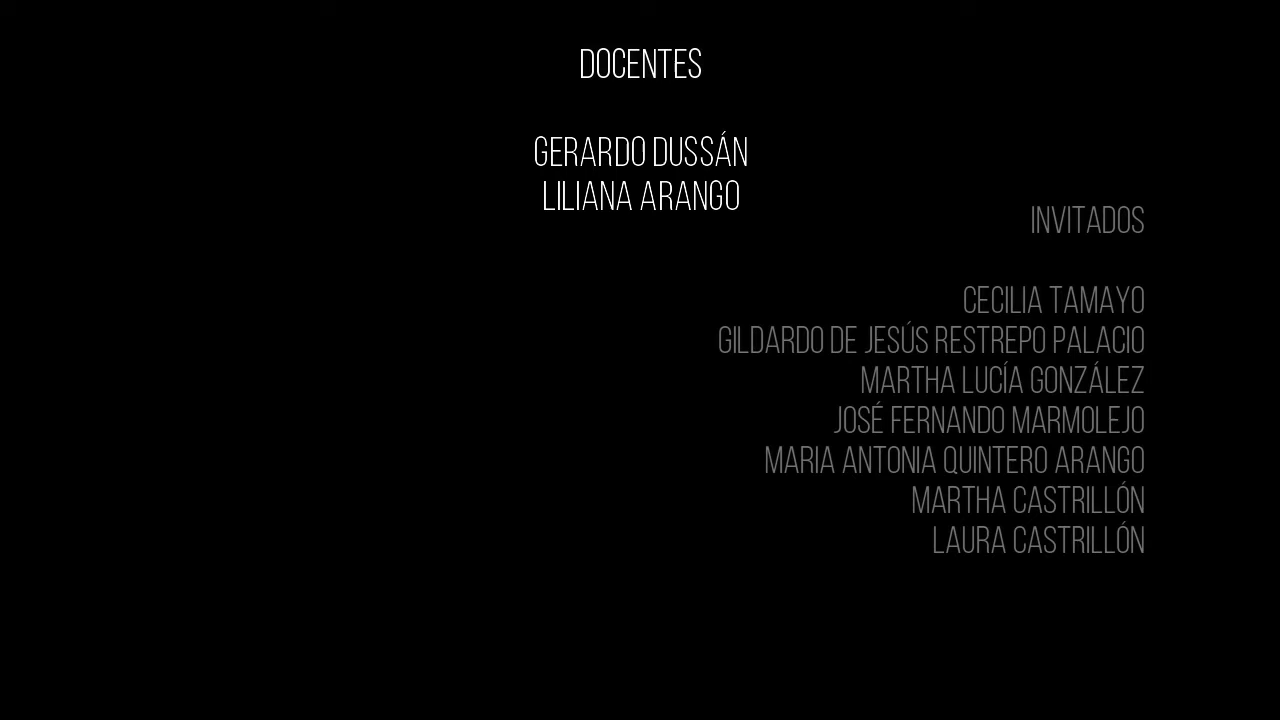 DOCENTES
GERARDO DUSSÁN
LILIANA ARANGO
INVITADOS
CECILIA TAMAYO
GILDARDO DE JESÚS RESTREPO PALACIO
MARTHA LUCÍA GONZÁLEZ
JOSÉ FERNANDO MARMOLEJO
MARIA ANTONIA QUINTERO ARANGO
MARTHA CASTRILLÓN
LAURA CASTRILLÓN